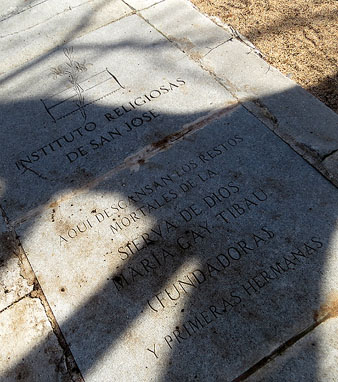 INSTITUTO RELIGIOSAS
DE SAN JOSE
AQUI DESCANSAN LOS RESTOS
MORTALES DE LA
SIERVA DE DIOS
MARIA GAY TIBAU
(FUNDADORA)
Y PRIMERAS HERMANAS